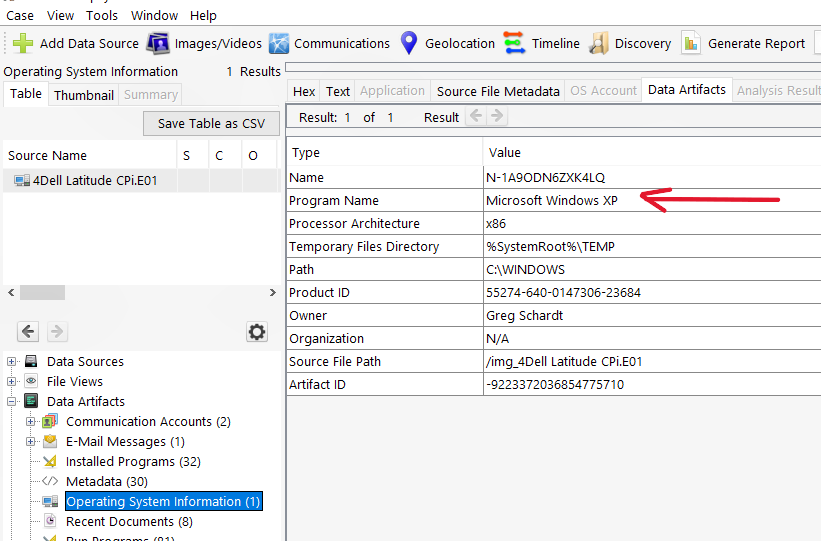 Case View Tools Window Help
Add Data Source Images/Videos Communications Geolocation Timeline Discovery Generate Report
Operating System Information 1 Results
Table Thumbnail Summary
Save Table as CSV
Source Name S C O
4Dell Latitude CPi.E01
Data Sources
File Views
Data Artifacts
Communication Accounts (2)
E-Mail Messages (1)
Installed Programs (32)
Metadata (30)
Operating System Information (1)
Recent Documents (8)
Run Programs (81)
Hex Text Application Source File Metadata OS Account Data Artifacts Analysis Result
Result: 1 of 1 Result
Type Value
Name N-1A9ODN6ZXK4LQ
Program Name Microsoft Windows XP
Processor Architecture x86
Temporary Files Directory %SystemRoot%\TEMP
Path C:\WINDOWS
Product ID 55274-640-0147306-23684
Owner Greg Schardt
Organization N/A
Source File Path /img_4Dell Latitude CPi.E01
Artifact ID -9223372036854775710